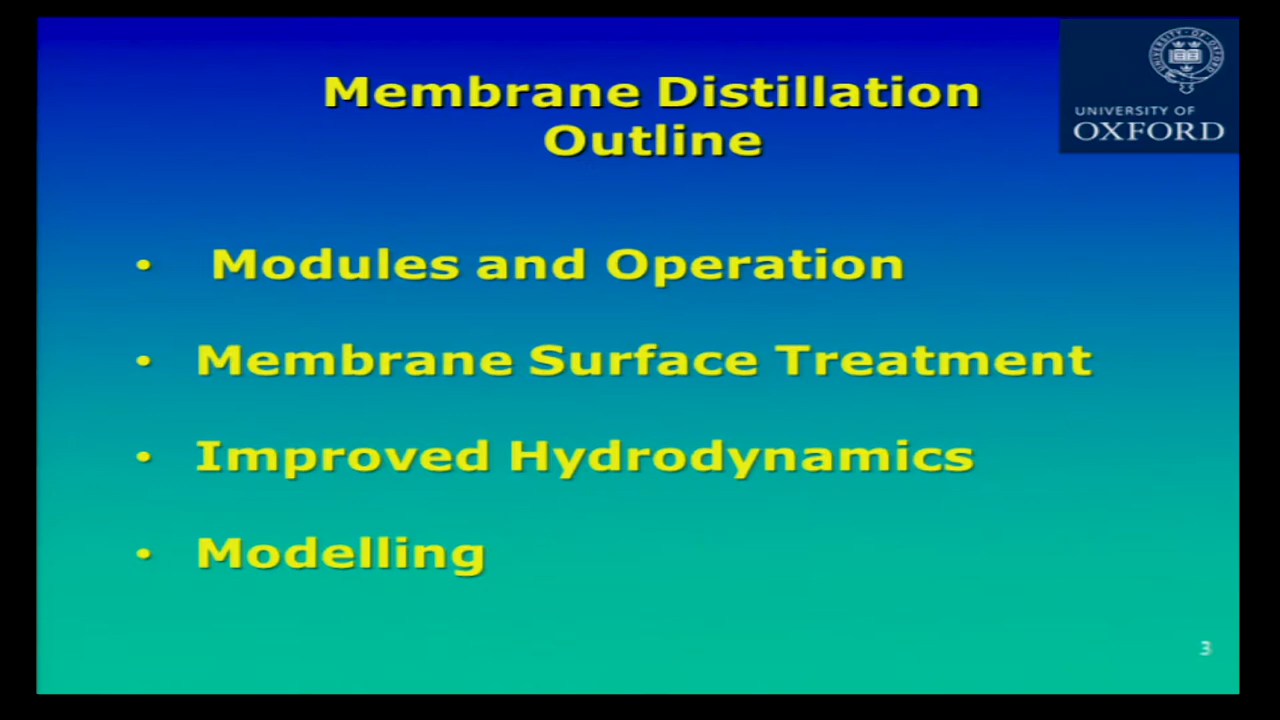 Membrane Distillation
Outline
UNIVERSITY OF
OXFORD
• Modules and Operation
• Membrane Surface Treatment
• Improved Hydrodynamics
• Modelling
3